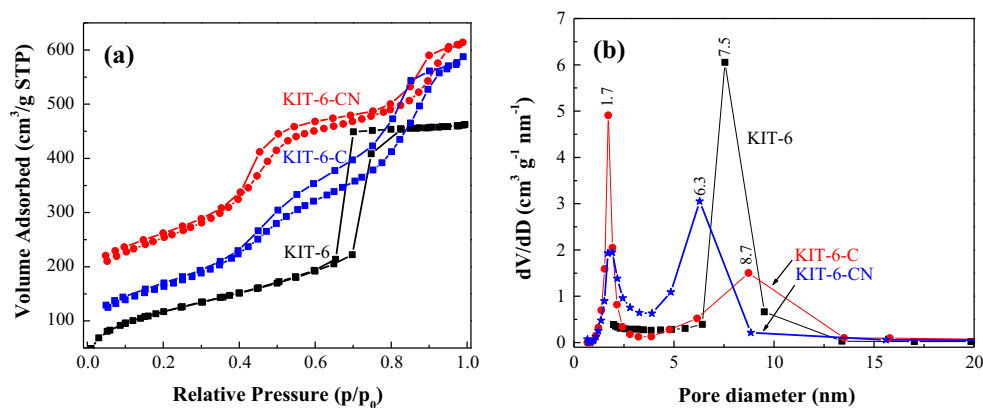 (a)
Volume Adsorbed (cm³/g STP)
600
500
400
300
200
100
KIT-6-CN
KIT-6-C
KIT-6
0.0 0.2 0.4 0.6 0.8 1.0
Relative Pressure (p/p₀)
(b)
dV/dD (cm³ g⁻¹ nm⁻¹)
6
5
4
3
2
1
0
1.7
6.3
7.5
8.7
KIT-6
KIT-6-C
KIT-6-CN
0 5 10 15 20
Pore diameter (nm)